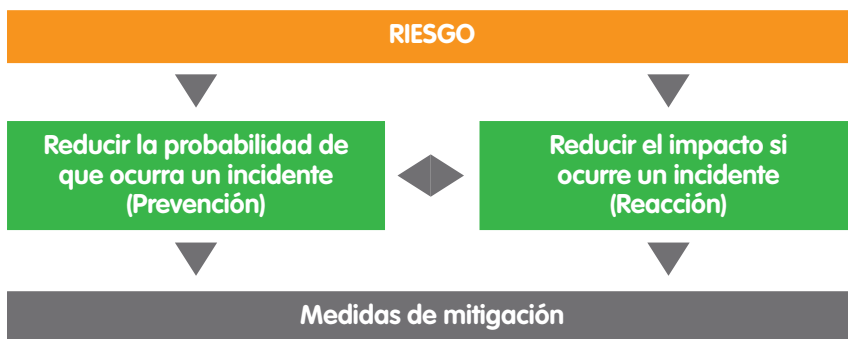 RIESGO
Reducir la probabilidad de
que ocurra un incidente
(Prevención)
Reducir el impacto si
ocurre un incidente
(Reacción)
Medidas de mitigación